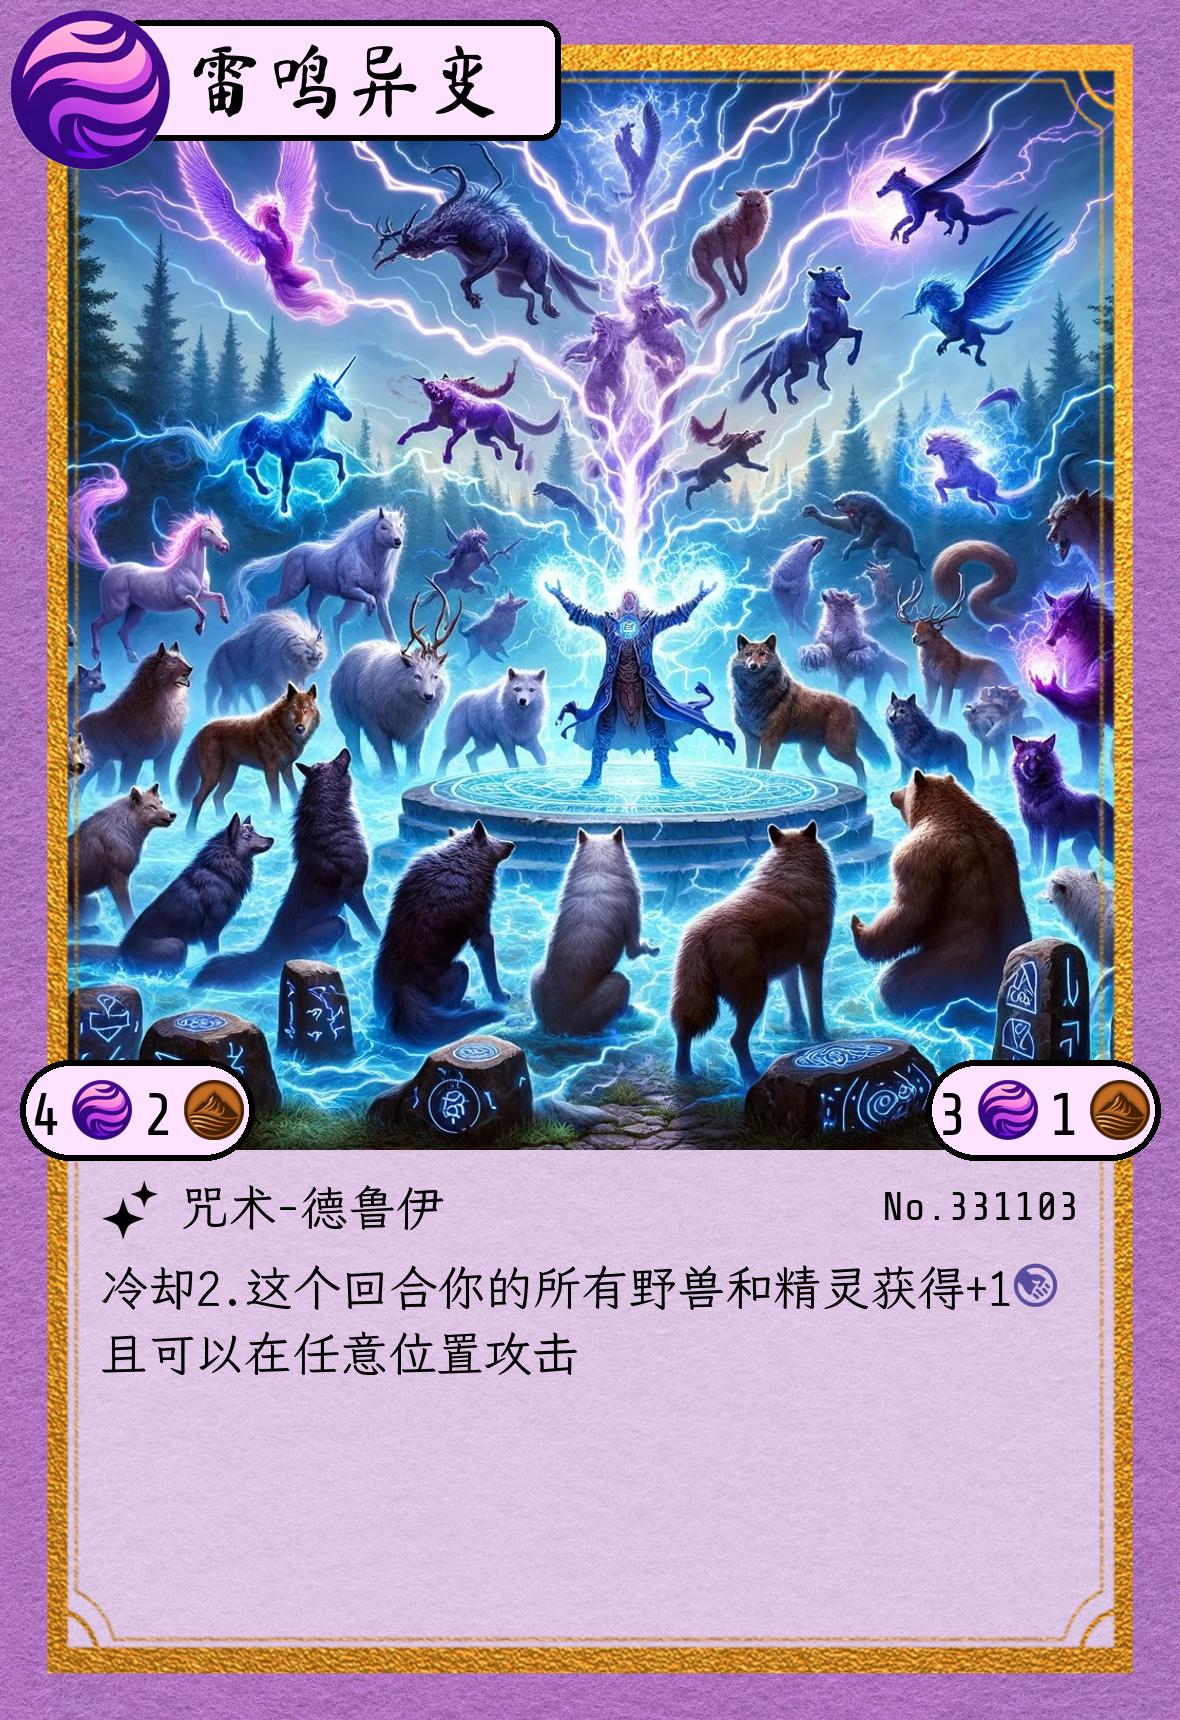 雷鸣异变
4 2
3 1
咒术-德鲁伊
No.331103
冷却2.这个回合你的所有野兽和精灵获得+1
且可以在任意位置攻击